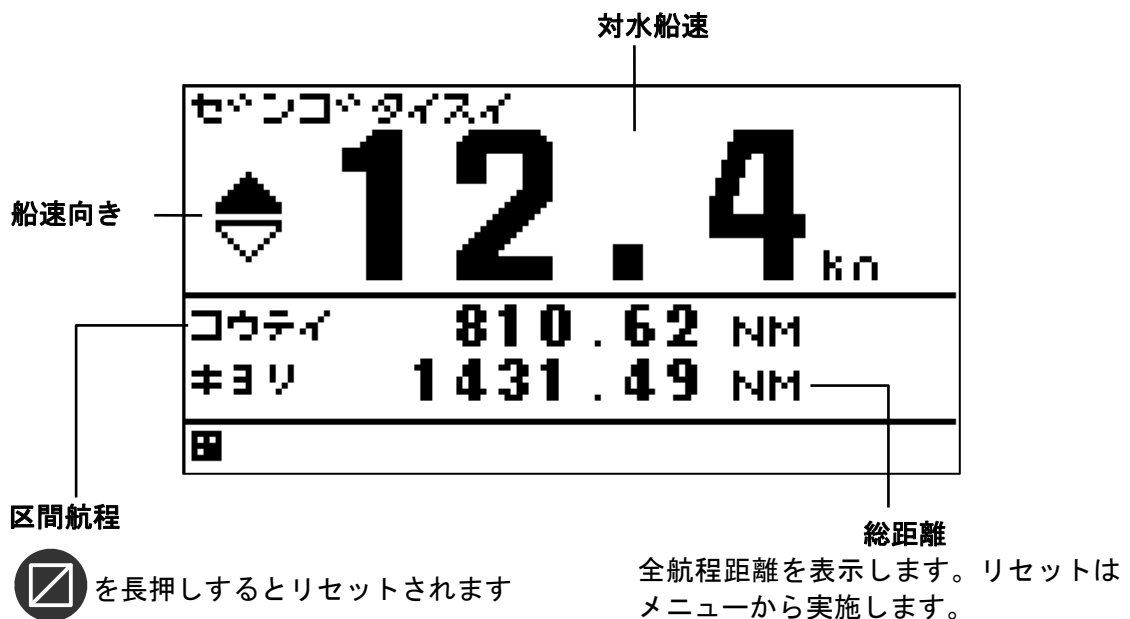 対水船速
ゼンゴタイスイ
船速向き
12.4kn
コウテイ 810.62 NM
キヨリ 1431.49 NM
区間航程
総距離
を長押しするとリセットされます
全航程距離を表示します。リセットは
メニューから実施します。